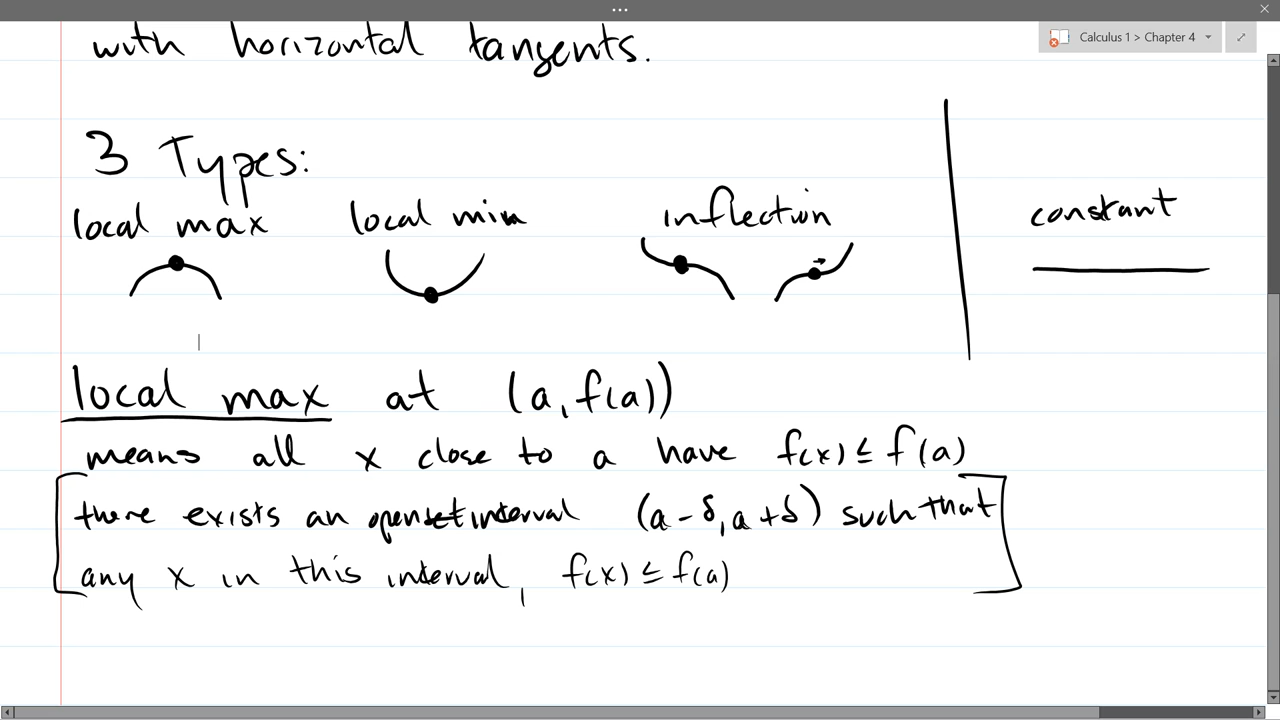 Calculus 1 > Chapter 4
with horizontal tangents.
3 Types:
local max local min inflection constant
local max at (a, f(a))
means all x close to a have f(x) ≤ f(a)
there exists an open interval (a-δ, a+δ) such that
any x in this interval, f(x) ≤ f(a)